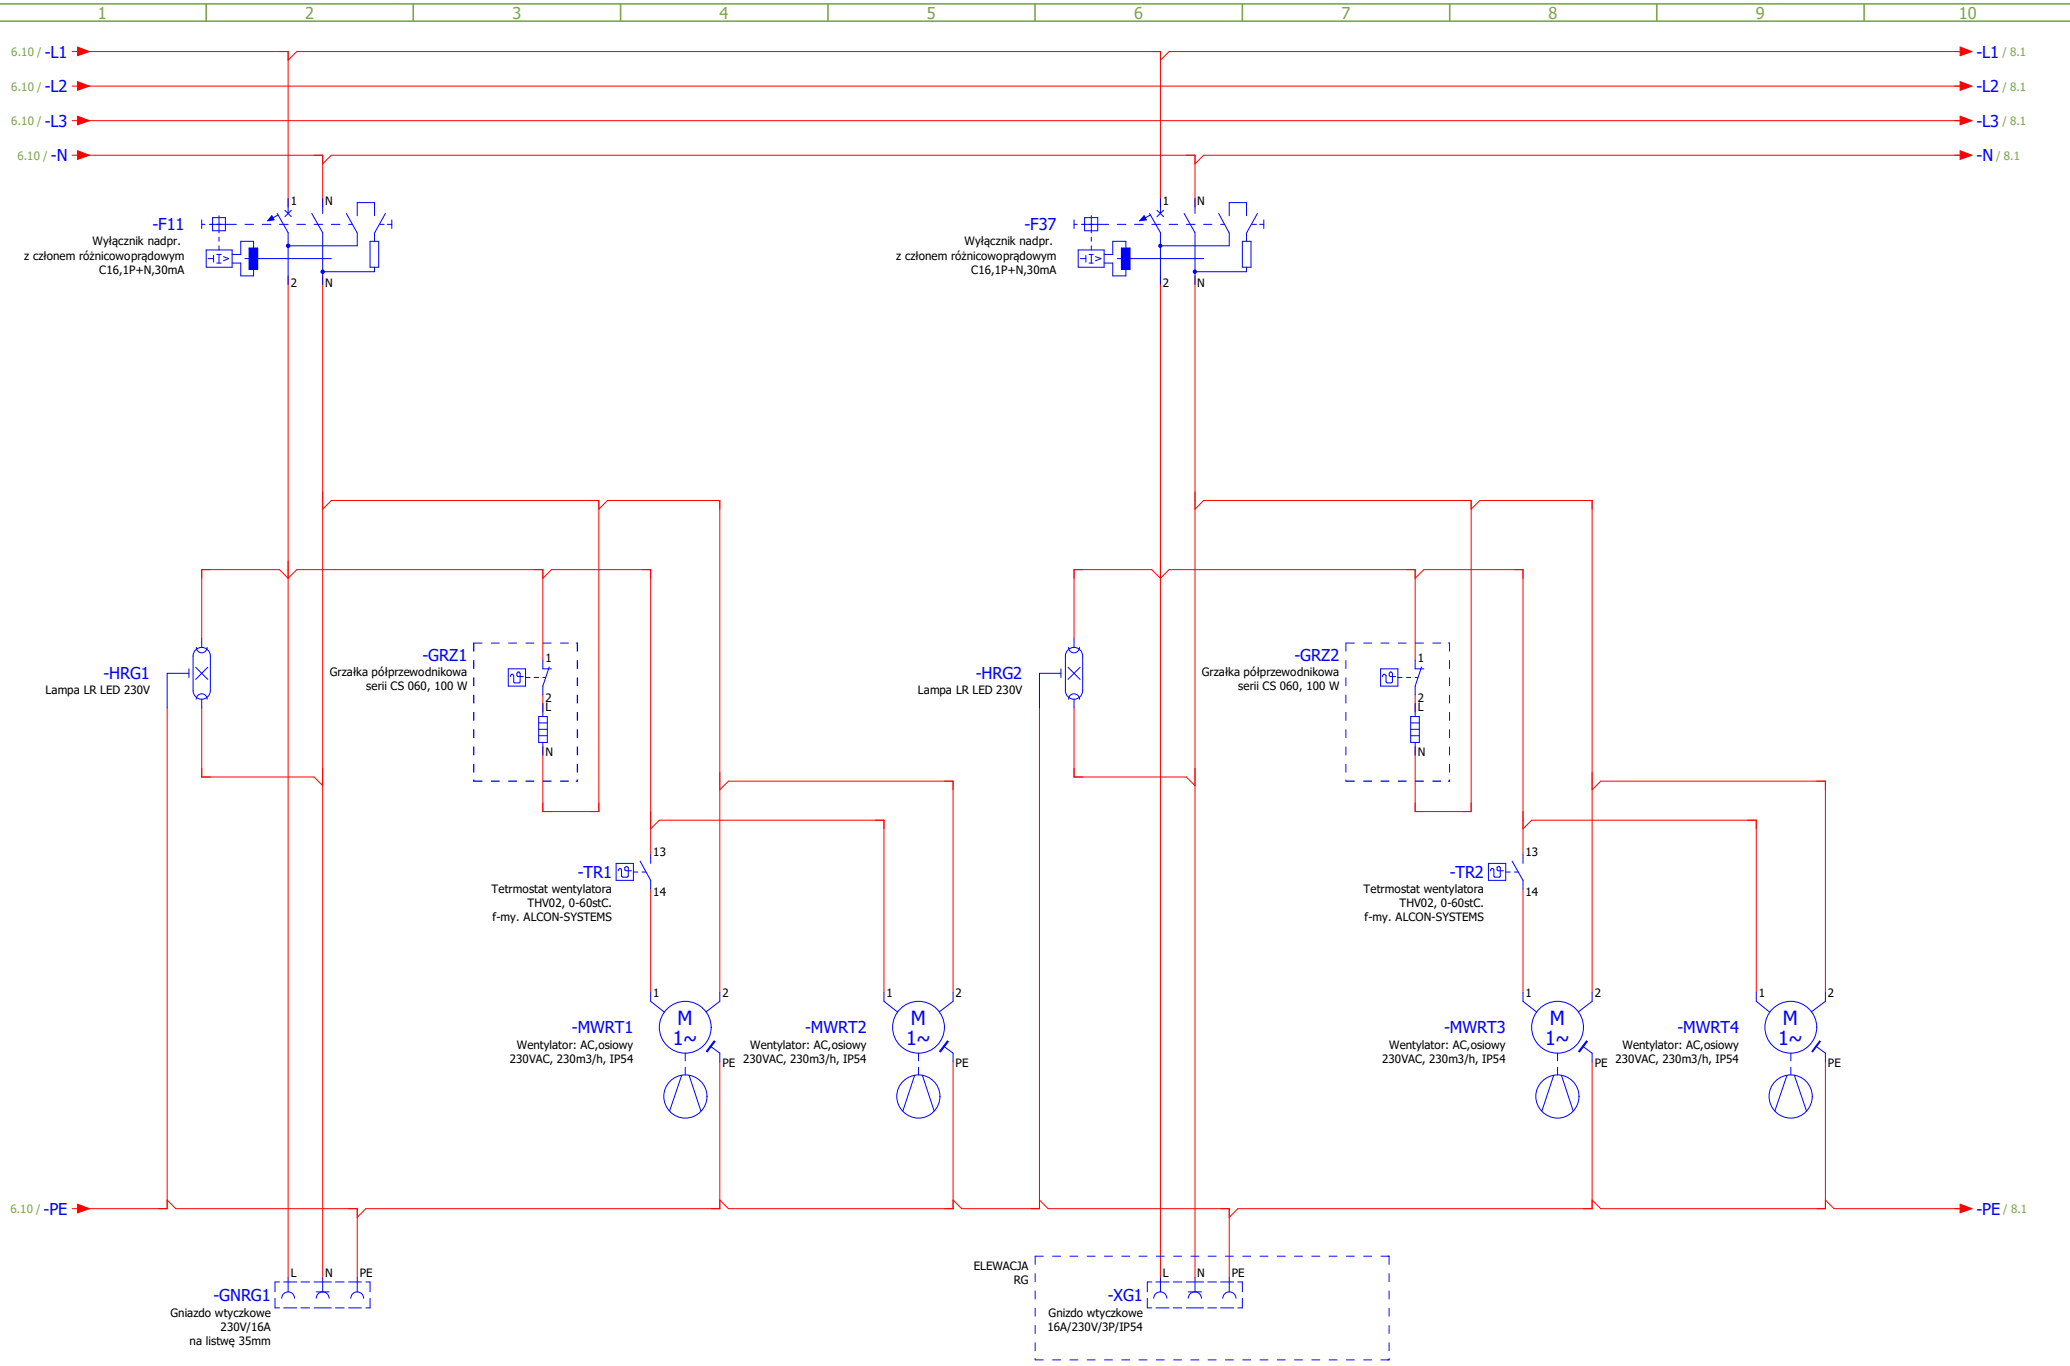 1 2 3 4 5 6 7 8 9 10
6.10 / -L1
-L1 / 8.1
6.10 / -L2
-L2 / 8.1
6.10 / -L3
-L3 / 8.1
6.10 / -N
-N / 8.1
-F11
Wyłącznik nadpr.
z członem różnicowoprądowym
C16,1P+N,30mA
1
N
I>
2
N
-F37
Wyłącznik nadpr.
z członem różnicowoprądowym
C16,1P+N,30mA
1
N
I>
2
N
-HRG1
Lampa LR LED 230V
-GRZ1
Grzałka półprzewodnikowa
serii CS 060, 100 W
1
ϑ
2
L
N
-HRG2
Lampa LR LED 230V
-GRZ2
Grzałka półprzewodnikowa
serii CS 060, 100 W
1
ϑ
2
L
N
-TR1
Tetrmostat wentylatora
THV02, 0-60stC.
f-my. ALCON-SYSTEMS
ϑ
13
14
-TR2
Tetrmostat wentylatora
THV02, 0-60stC.
f-my. ALCON-SYSTEMS
ϑ
13
14
-MWRT1
Wentylator: AC,osiowy
230VAC, 230m3/h, IP54
1
2
M
1~
PE
-MWRT2
Wentylator: AC,osiowy
230VAC, 230m3/h, IP54
1
2
M
1~
PE
-MWRT3
Wentylator: AC,osiowy
230VAC, 230m3/h, IP54
1
2
M
1~
PE
-MWRT4
Wentylator: AC,osiowy
230VAC, 230m3/h, IP54
1
2
M
1~
PE
6.10 / -PE
-PE / 8.1
-GNRG1
Gniazdo wtyczkowe
230V/16A
na listwę 35mm
L
N
PE
ELEWACJA
RG
-XG1
Gnizdo wtyczkowe
16A/230V/3P/IP54
L
N
PE